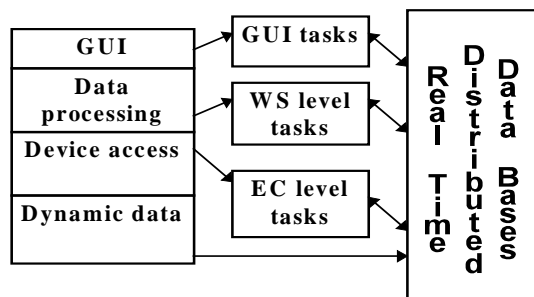 GUI
Data
processing
Device access
Dynamic data
GUI tasks
WS level
tasks
EC level
tasks
Real Time
Distributed
Data Bases